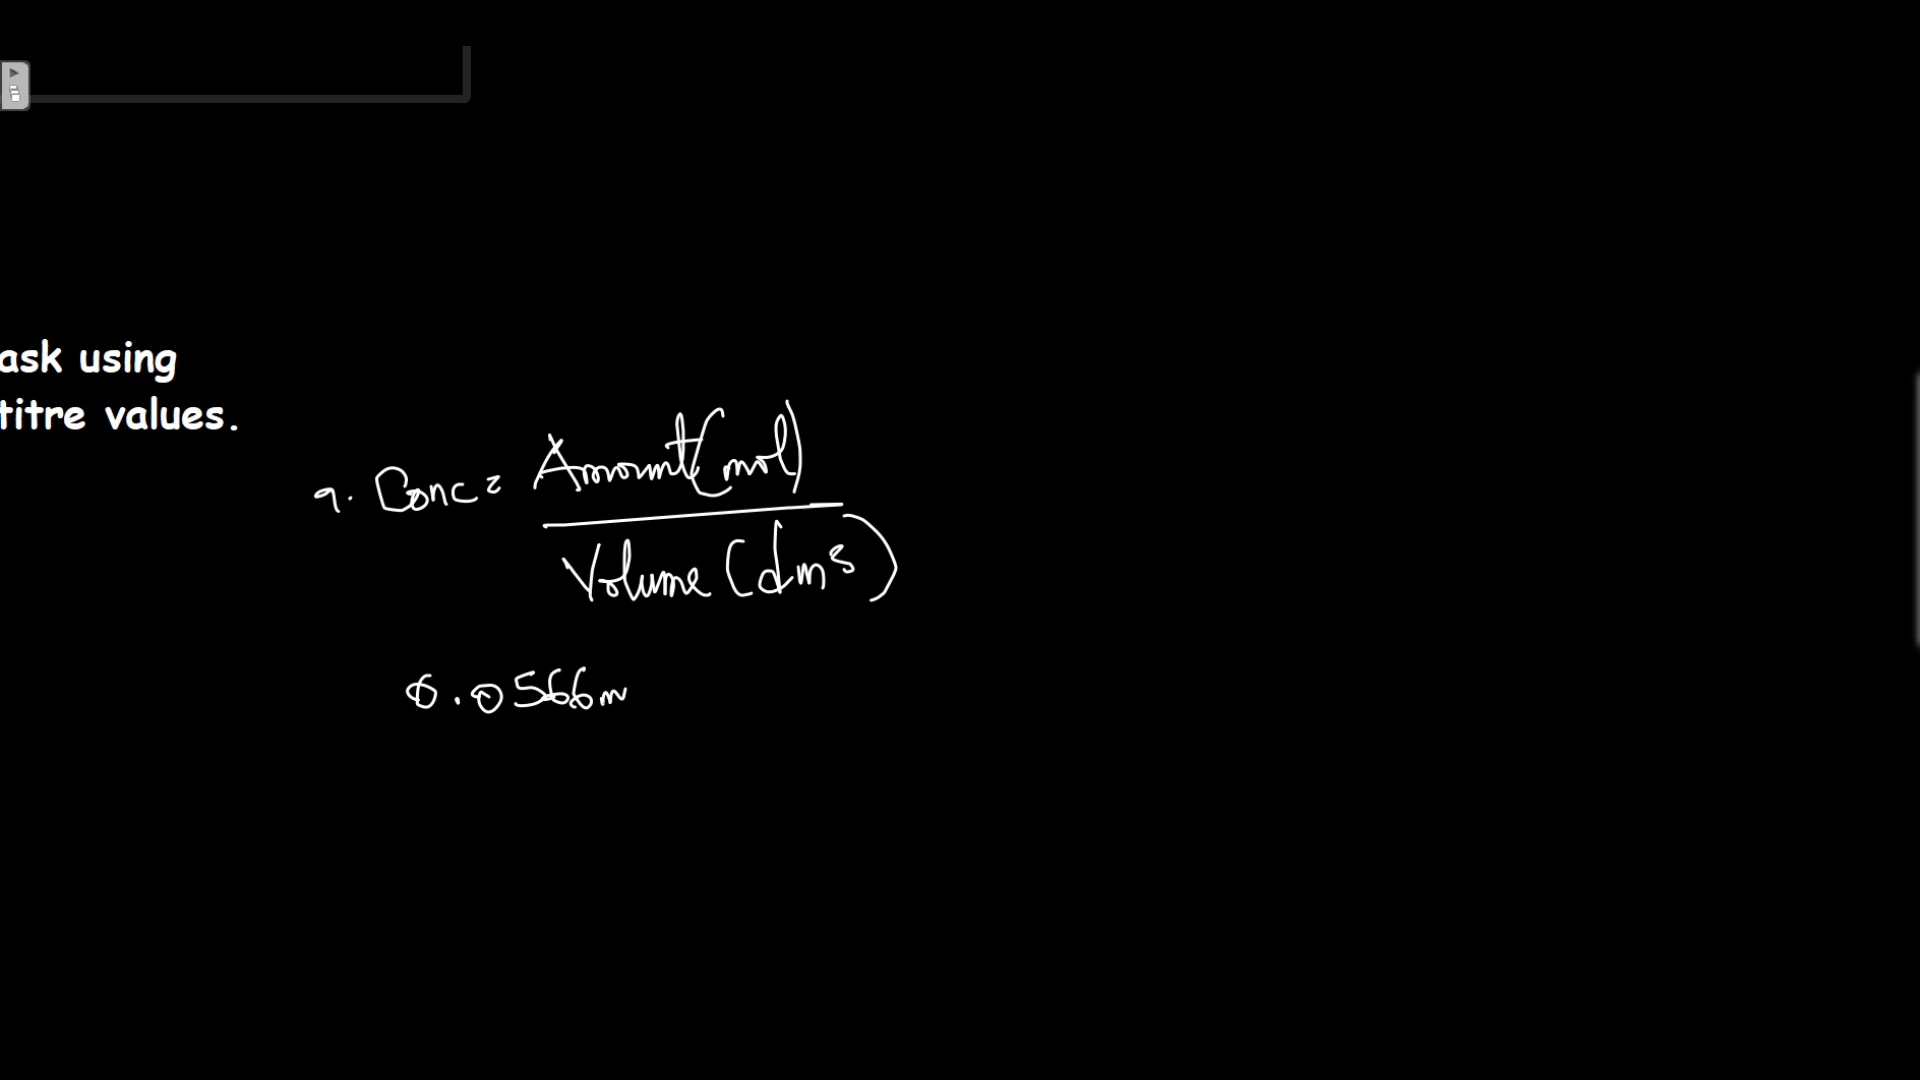 ask using
titre values.
9. Conc = Amount(mol)
Volume (dm³)
0.0566m